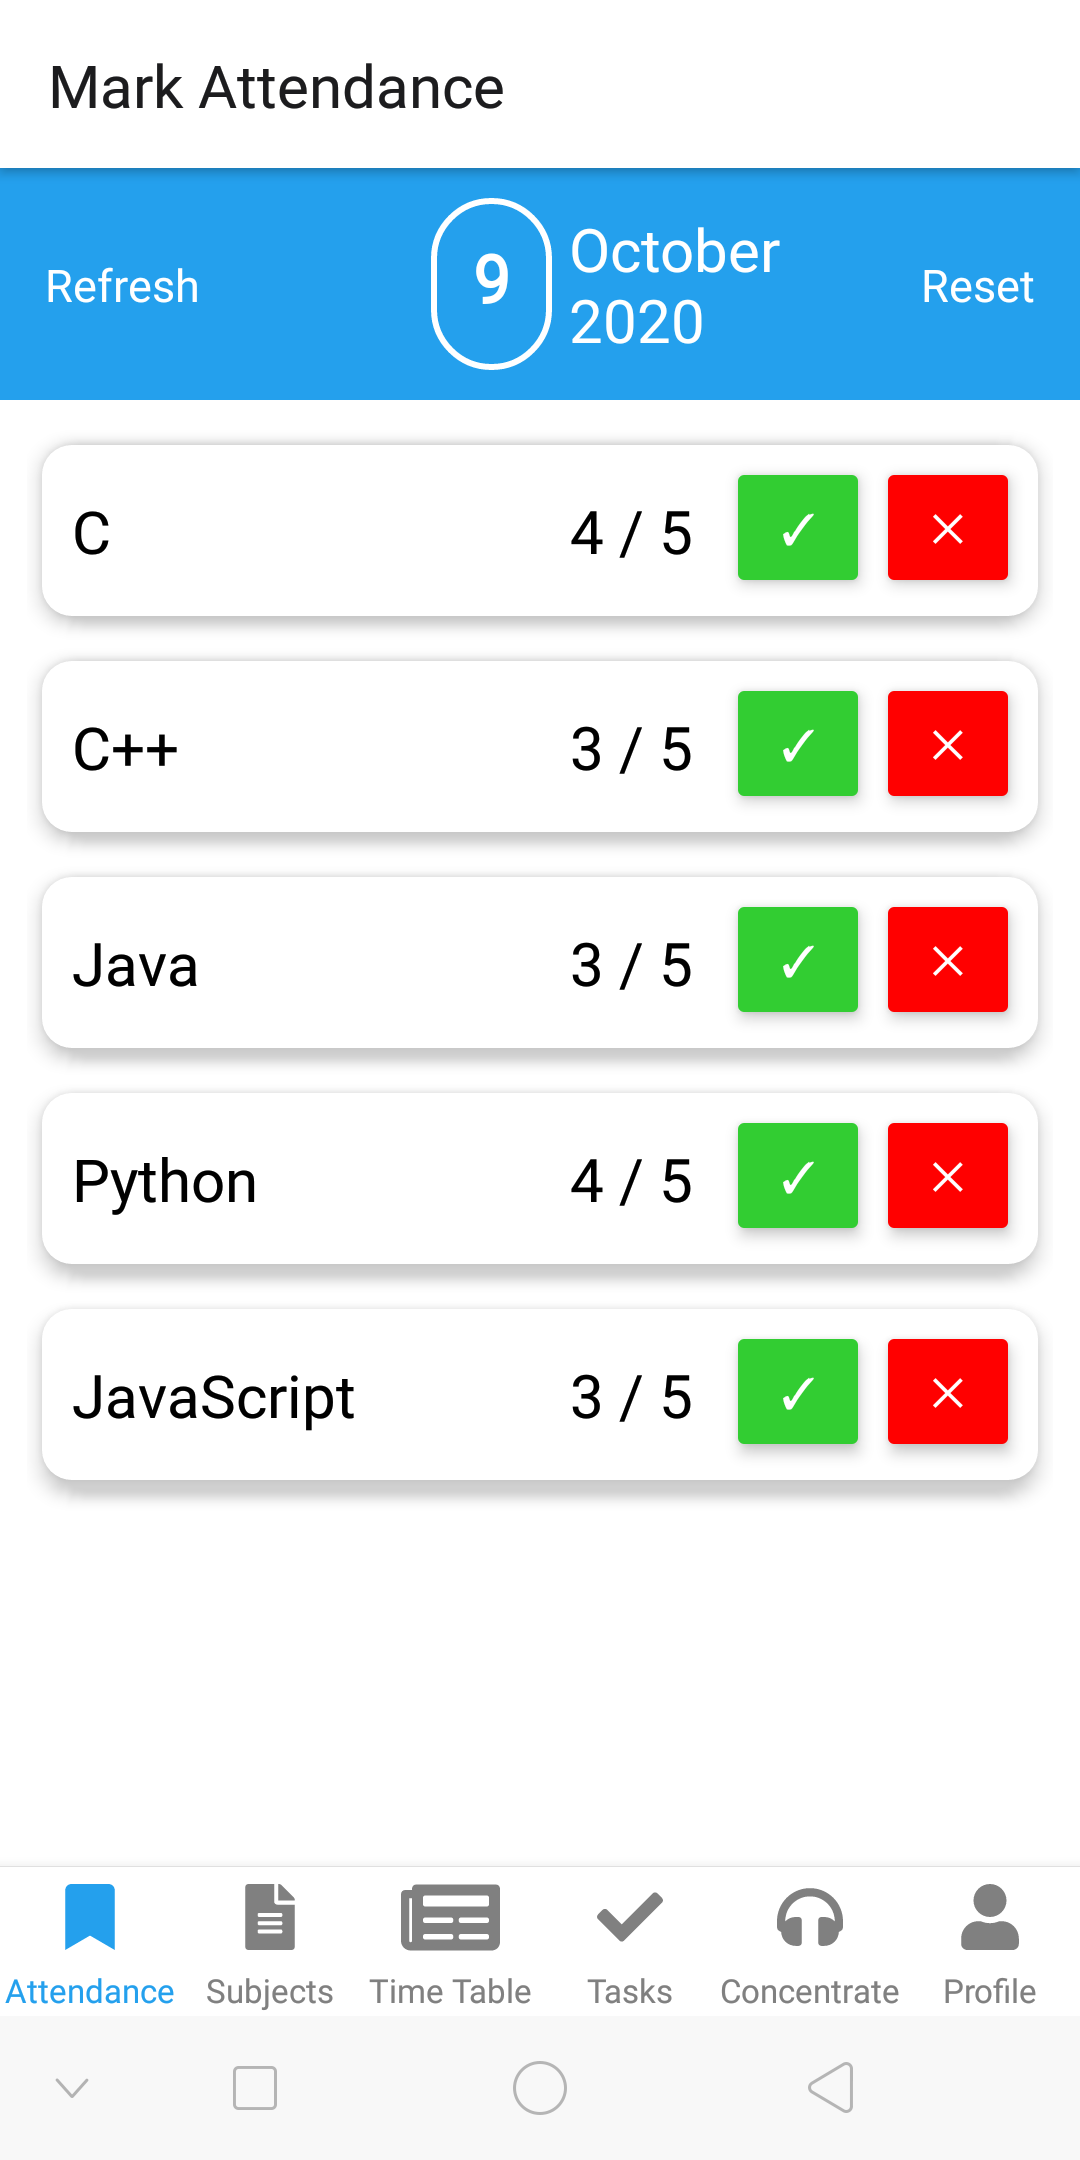 Mark Attendance
Refresh
9
October
2020
Reset
C 4 / 5 ✓ ×
C++ 3 / 5 ✓ ×
Java 3 / 5 ✓ ×
Python 4 / 5 ✓ ×
JavaScript 3 / 5 ✓ ×
Attendance Subjects Time Table Tasks Concentrate Profile